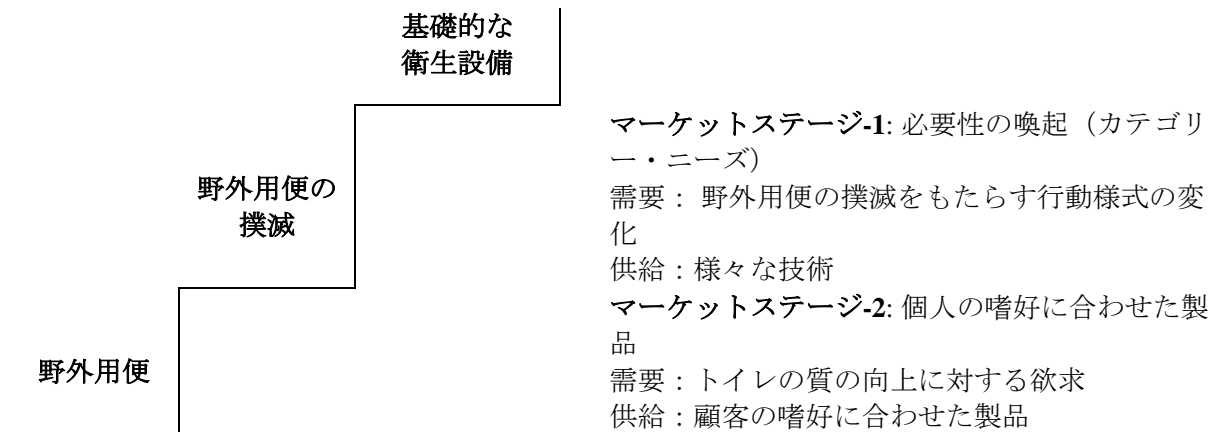 基礎的な
衛生設備
野外用便の
撲滅
野外用便
マーケットステージ-1: 必要性の喚起（カテゴリ
ー・ニーズ）
需要： 野外用便の撲滅をもたらす行動様式の変
化
供給：様々な技術
マーケットステージ-2: 個人の嗜好に合わせた製
品
需要：トイレの質の向上に対する欲求
供給：顧客の嗜好に合わせた製品